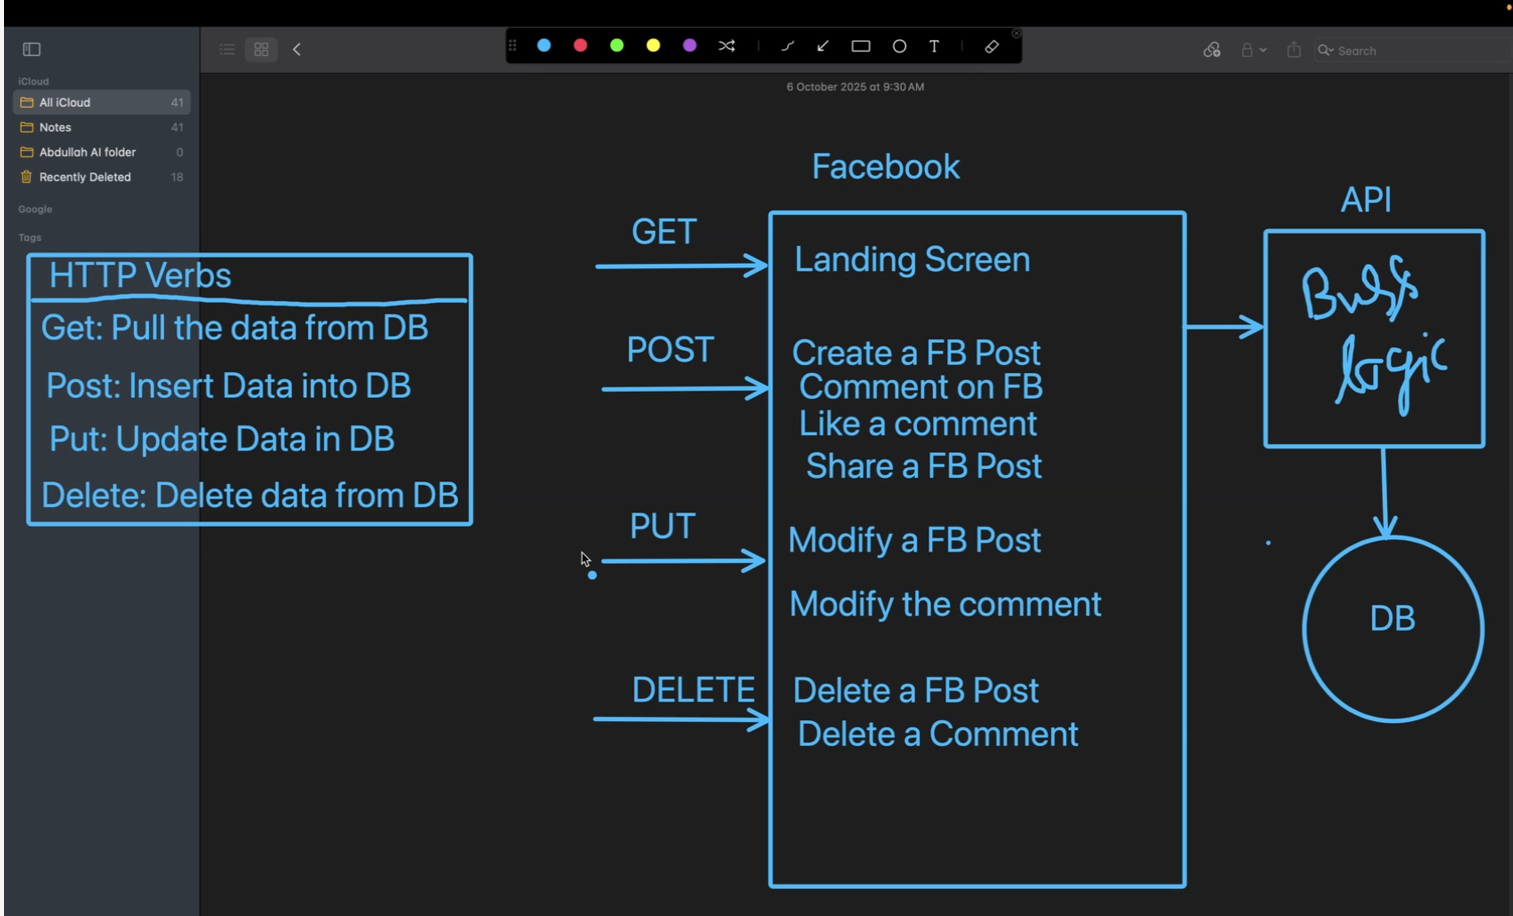 Search
6 October 2025 at 9:30 AM
iCloud
All iCloud 41
Notes 41
Abdullah AI folder 0
Recently Deleted 18
Google
Tags
HTTP Verbs
Get: Pull the data from DB
Post: Insert Data into DB
Put: Update Data in DB
Delete: Delete data from DB
Facebook
GET
Landing Screen
POST
Create a FB Post
Comment on FB
Like a comment
Share a FB Post
PUT
Modify a FB Post
Modify the comment
DELETE
Delete a FB Post
Delete a Comment
API
logic
DB